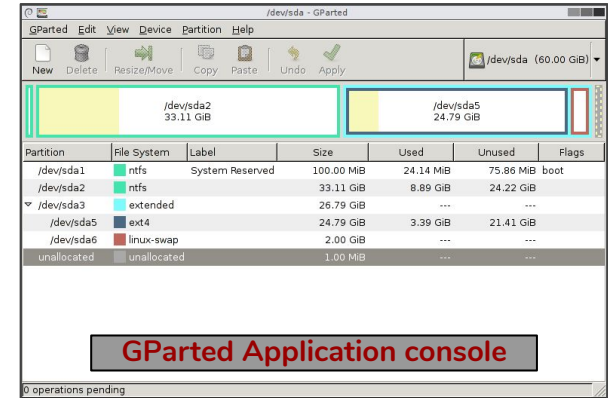 /dev/sda - GParted
GParted Edit View Device Partition Help
New Delete Resize/Move Copy Paste Undo Apply /dev/sda (60.00 GiB)
/dev/sda2 /dev/sda5
33.11 GiB 24.79 GiB
Partition File System Label Size Used Unused Flags
/dev/sda1 ntfs System Reserved 100.00 MiB 24.14 MiB 75.86 MiB boot
/dev/sda2 ntfs 33.11 GiB 8.89 GiB 24.22 GiB
/dev/sda3 extended 26.79 GiB --- ---
/dev/sda5 ext4 24.79 GiB 3.39 GiB 21.41 GiB
/dev/sda6 linux-swap 2.00 GiB --- ---
unallocated unallocated 1.00 MiB --- ---
GParted Application console
0 operations pending